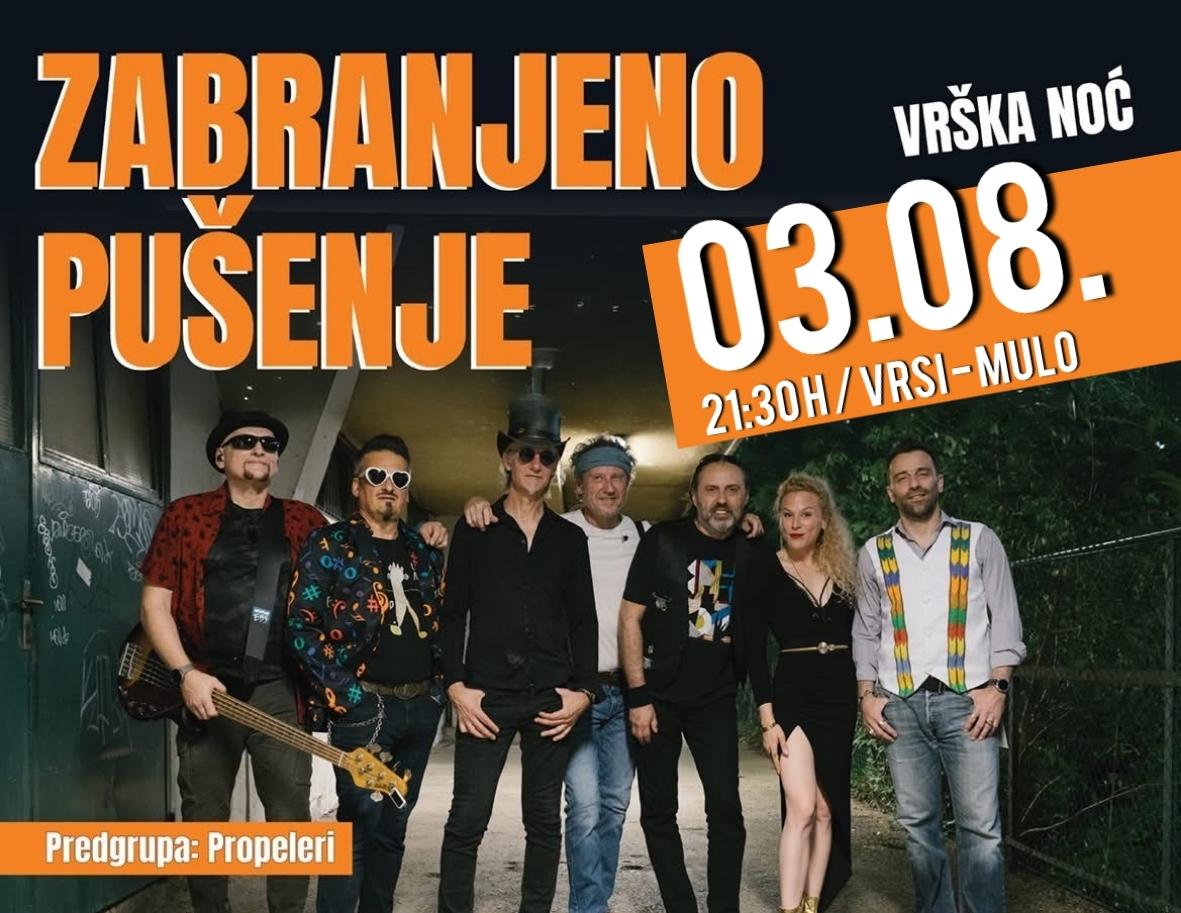 ZABRANJENO
PUŠENJE
VRŠKA NOĆ
03.08.
21:30H / VRSI - MULO
Predgrupa: Propeleri